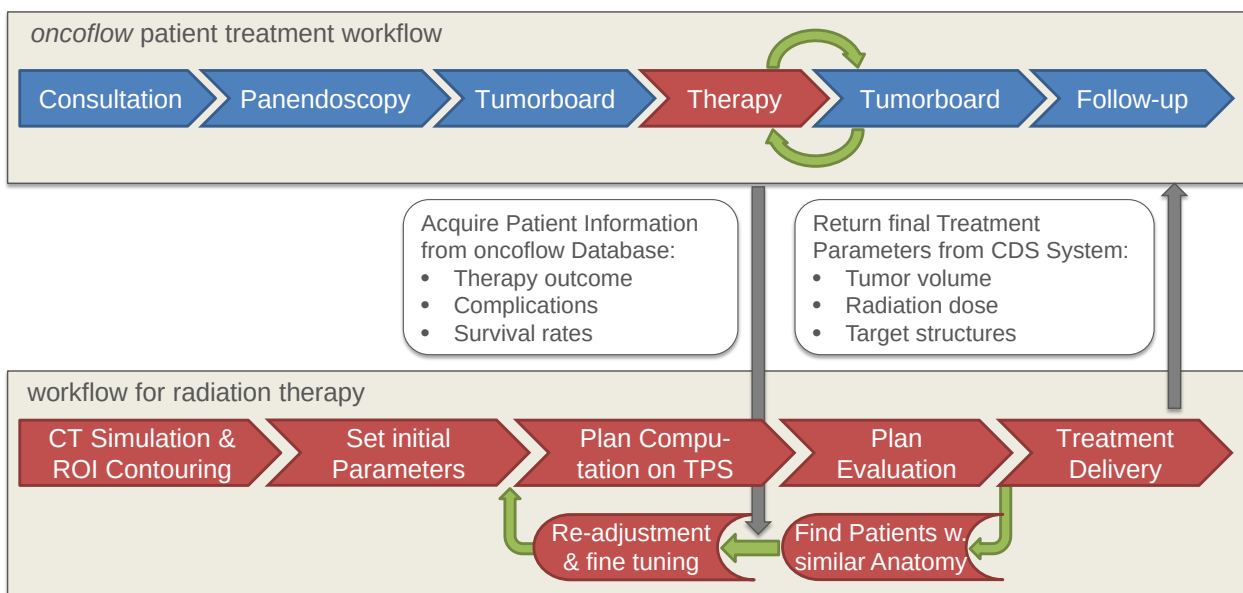 oncoflow patient treatment workflow
Consultation
Panendoscopy
Tumorboard
Therapy
Tumorboard
Follow-up
Acquire Patient Information
from oncoflow Database:
• Therapy outcome
• Complications
• Survival rates
Return final Treatment
Parameters from CDS System:
• Tumor volume
• Radiation dose
• Target structures
workflow for radiation therapy
CT Simulation &
ROI Contouring
Set initial
Parameters
Plan Compu-
tation on TPS
Plan
Evaluation
Treatment
Delivery
Re-adjustment
& fine tuning
Find Patients w.
similar Anatomy